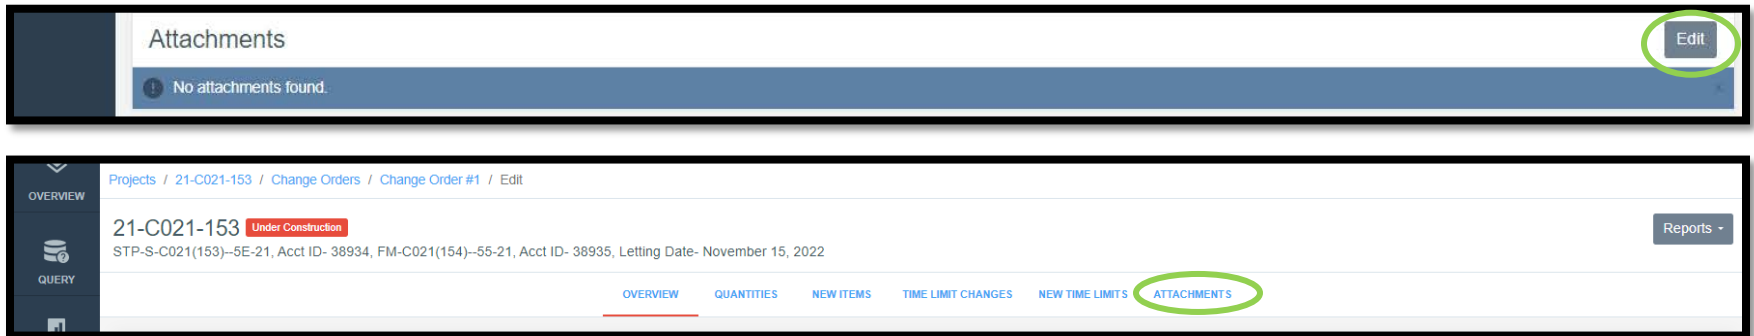 Attachments
Edit
No attachments found.
x
OVERVIEW
Projects / 21-C021-153 / Change Orders / Change Order #1 / Edit
21-C021-153 Under Construction
Reports
STP-S-C021(153)--5E-21, Acct ID- 38934, FM-C021(154)--55-21, Acct ID- 38935, Letting Date- November 15, 2022
QUERY
OVERVIEW QUANTITIES NEW ITEMS TIME LIMIT CHANGES NEW TIME LIMITS ATTACHMENTS